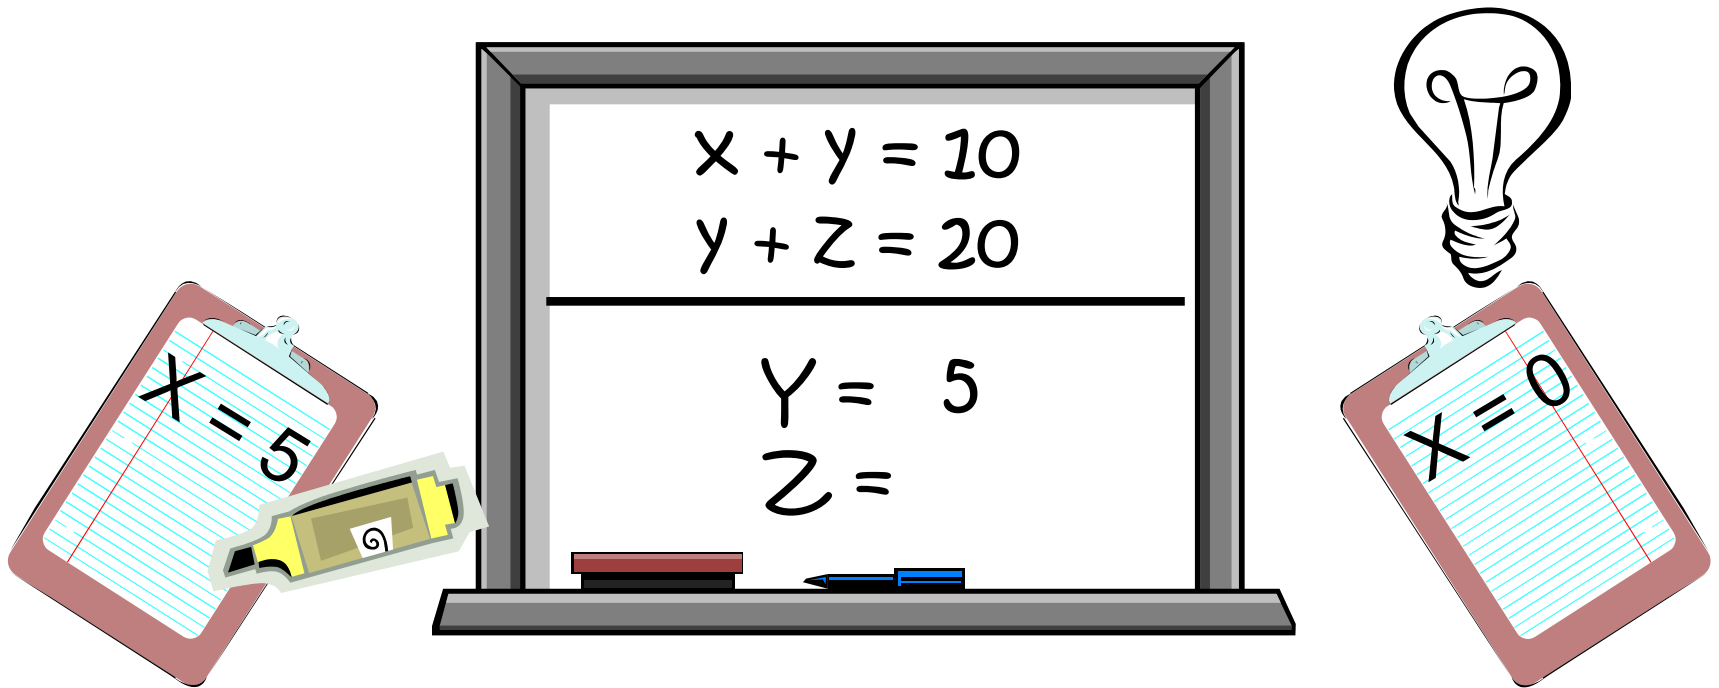 x + y = 10
y + z = 20
Y = 5
Z =
X = 5
X = 0